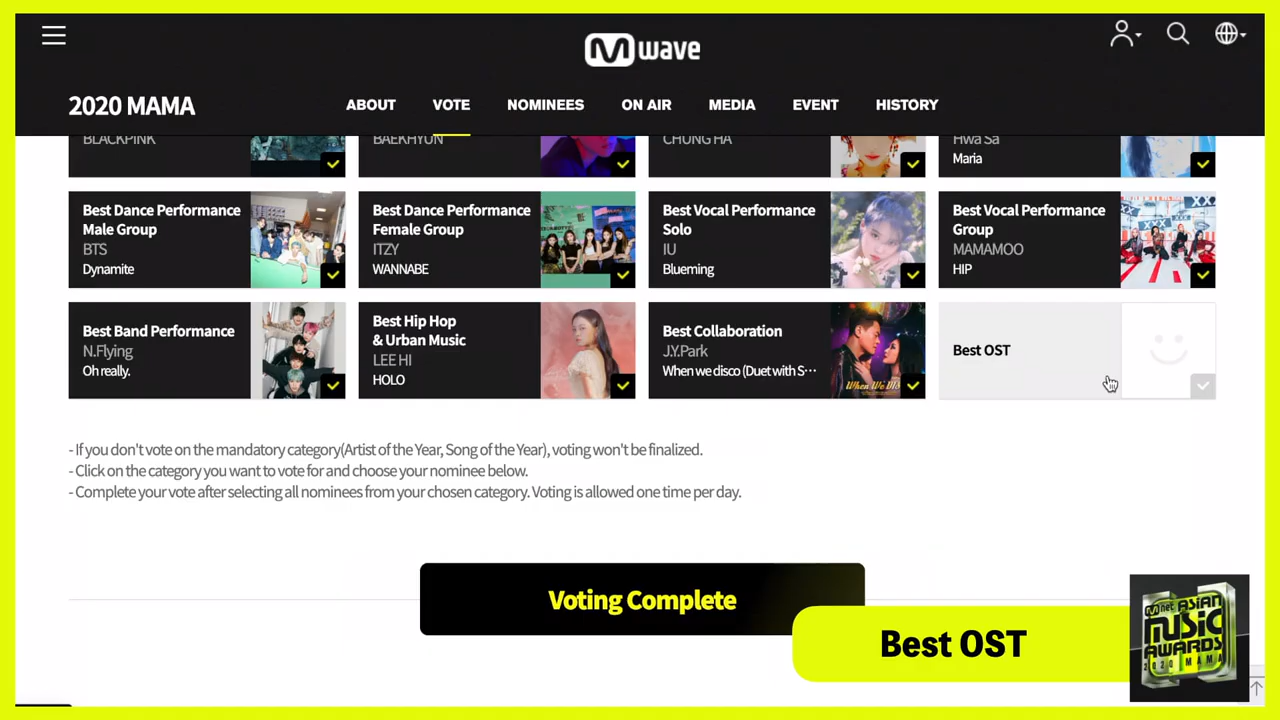 Mwave
2020 MAMA
ABOUT
VOTE
NOMINEES
ON AIR
MEDIA
EVENT
HISTORY
BLACKPINK
BAEKHYUN
CHUNG HA
Hwa Sa
Maria
Best Dance Performance
Male Group
BTS
Dynamite
Best Dance Performance
Female Group
ITZY
WANNABE
Best Vocal Performance
Solo
IU
Blueming
Best Vocal Performance
Group
MAMAMOO
HIP
Best Band Performance
N.Flying
Oh really.
Best Hip Hop
& Urban Music
LEE HI
HOLO
Best Collaboration
J.Y.Park
When we disco (Duet with S···
Best OST
- If you don't vote on the mandatory category(Artist of the Year, Song of the Year), voting won't be finalized.
- Click on the category you want to vote for and choose your nominee below.
- Complete your vote after selecting all nominees from your chosen category. Voting is allowed one time per day.
Voting Complete
Best OST
Mnet ASIAN
MUSIC
AWARDS
2020 MAMA